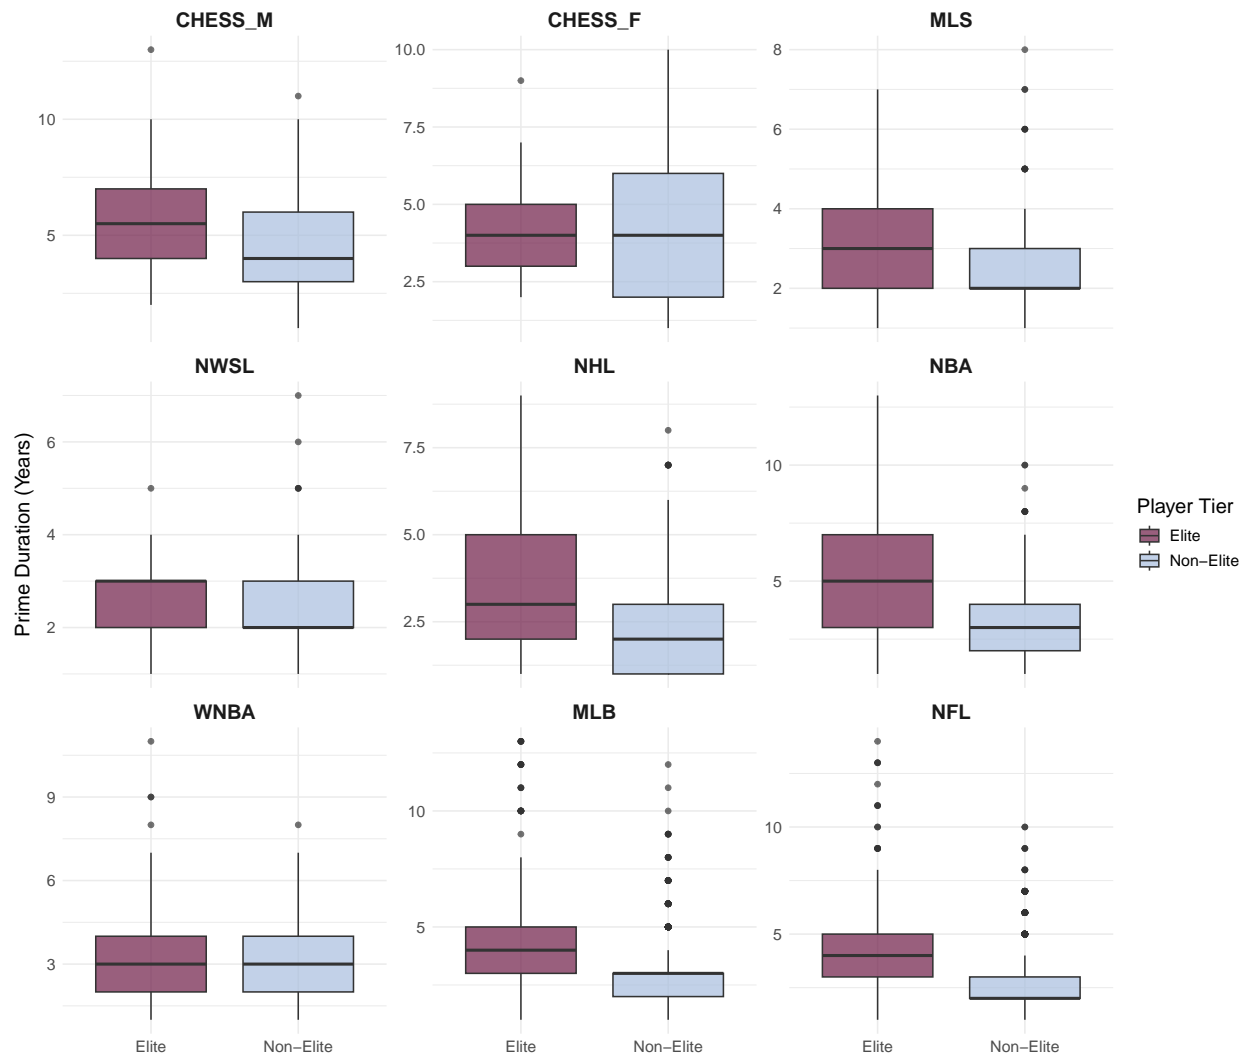 CHESS_M
CHESS_F
MLS
10
5
10.0
7.5
5.0
2.5
8
6
4
2
NWSL
NHL
NBA
6
4
2
7.5
5.0
2.5
10
5
Prime Duration (Years)
Player Tier
Elite
Non−Elite
WNBA
MLB
NFL
9
6
3
10
5
10
5
Elite
Non−Elite
Elite
Non−Elite
Elite
Non−Elite